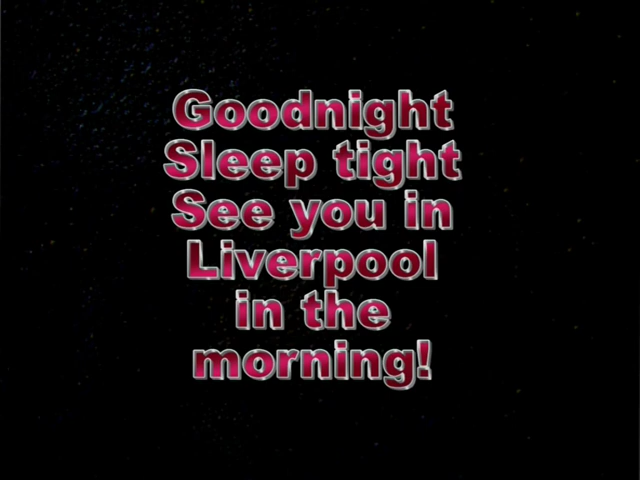 Goodnight
Sleep tight
See you in
Liverpool
in the
morning!